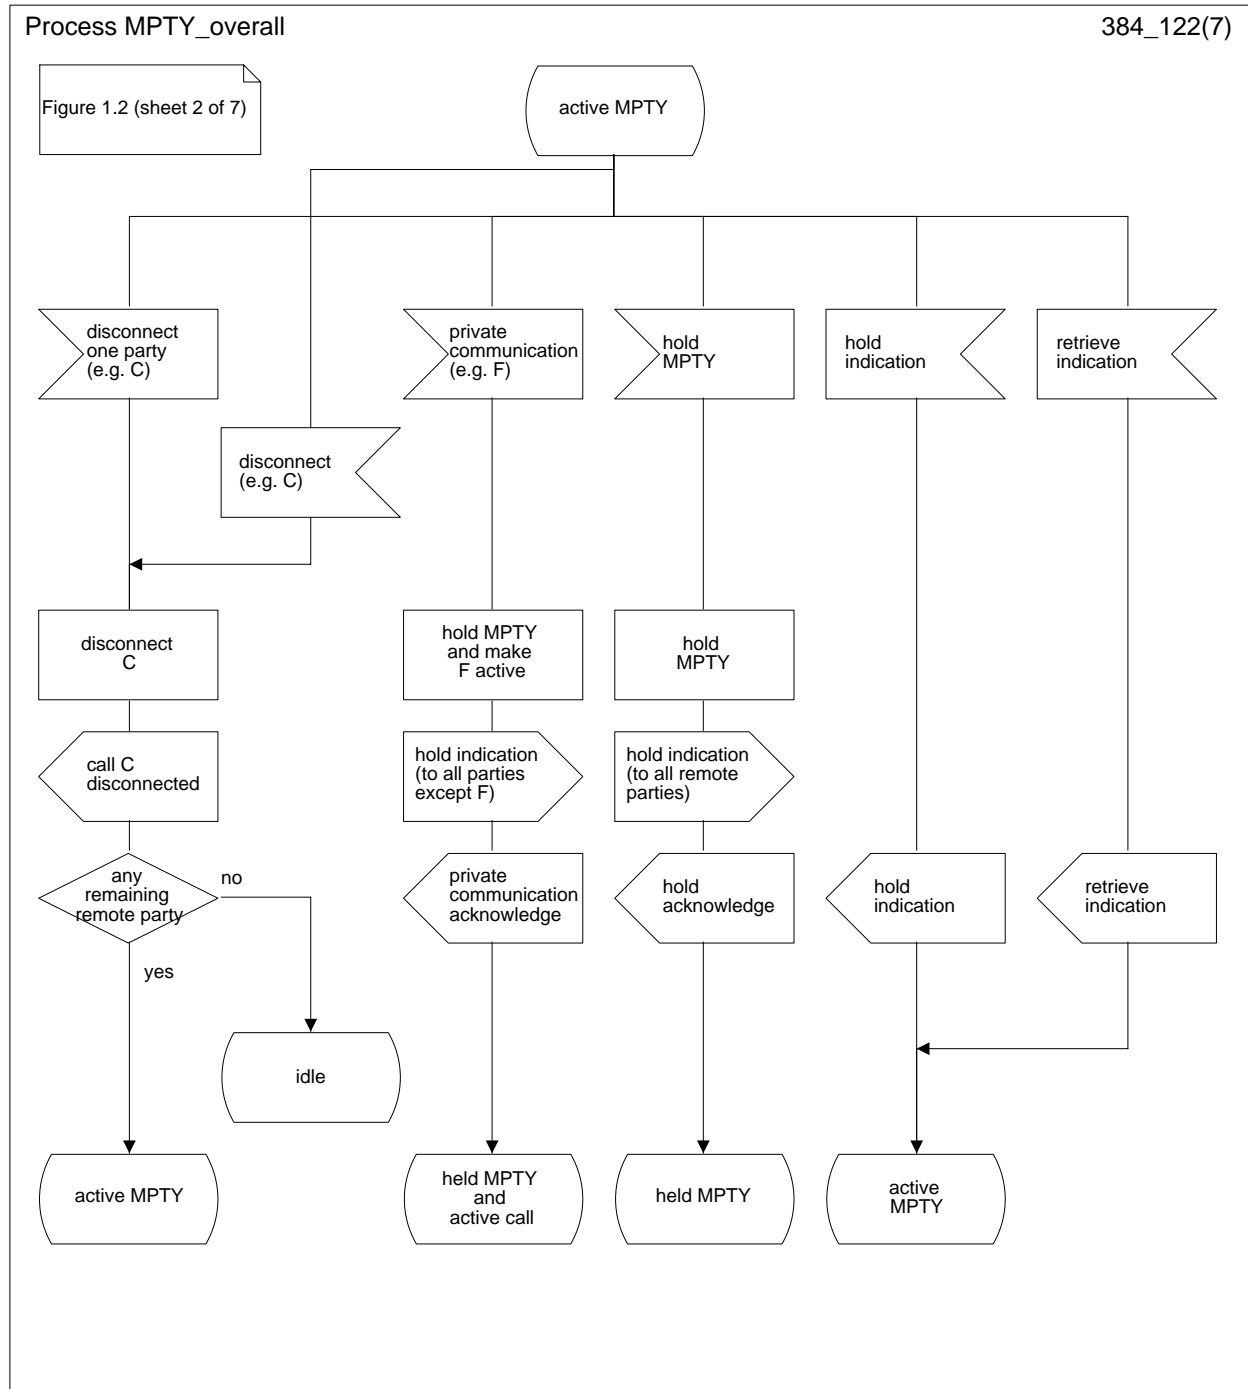 Process MPTY_overall
384_122(7)
Figure 1.2 (sheet 2 of 7)
active MPTY
disconnect
one party
(e.g. C)
private
communication
(e.g. F)
hold
MPTY
hold
indication
retrieve
indication
disconnect
(e.g. C)
disconnect
C
hold MPTY
and make
F active
hold
MPTY
call C
disconnected
hold indication
(to all parties
except F)
hold indication
(to all remote
parties)
any
remaining
remote party
no
yes
private
communication
acknowledge
hold
acknowledge
hold
indication
retrieve
indication
idle
active MPTY
held MPTY
and
active call
held MPTY
active
MPTY